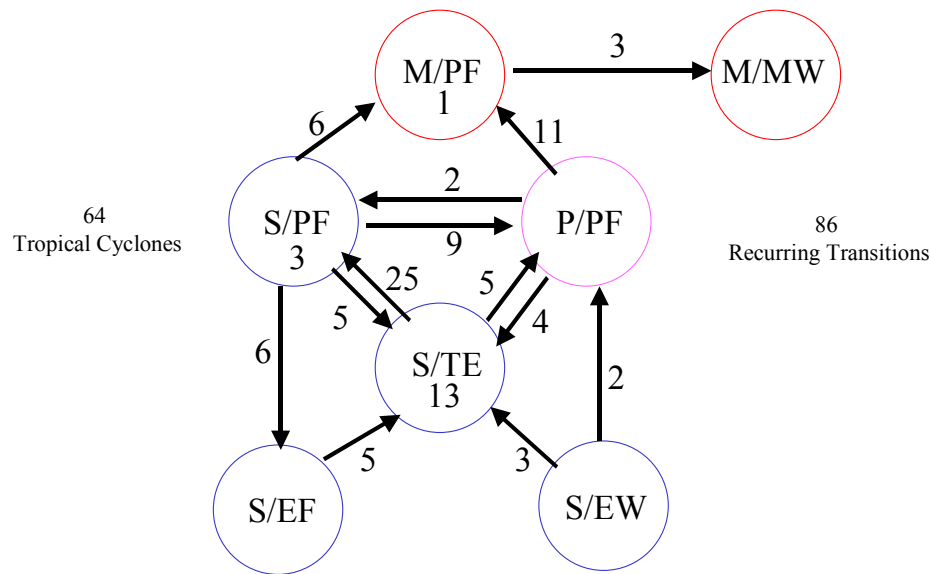 M/PF
1
3
M/MW
6
11
64
Tropical Cyclones
S/PF
3
2
9
P/PF
86
Recurring Transitions
5
25
5
4
6
S/TE
13
2
5
3
S/EF
S/EW